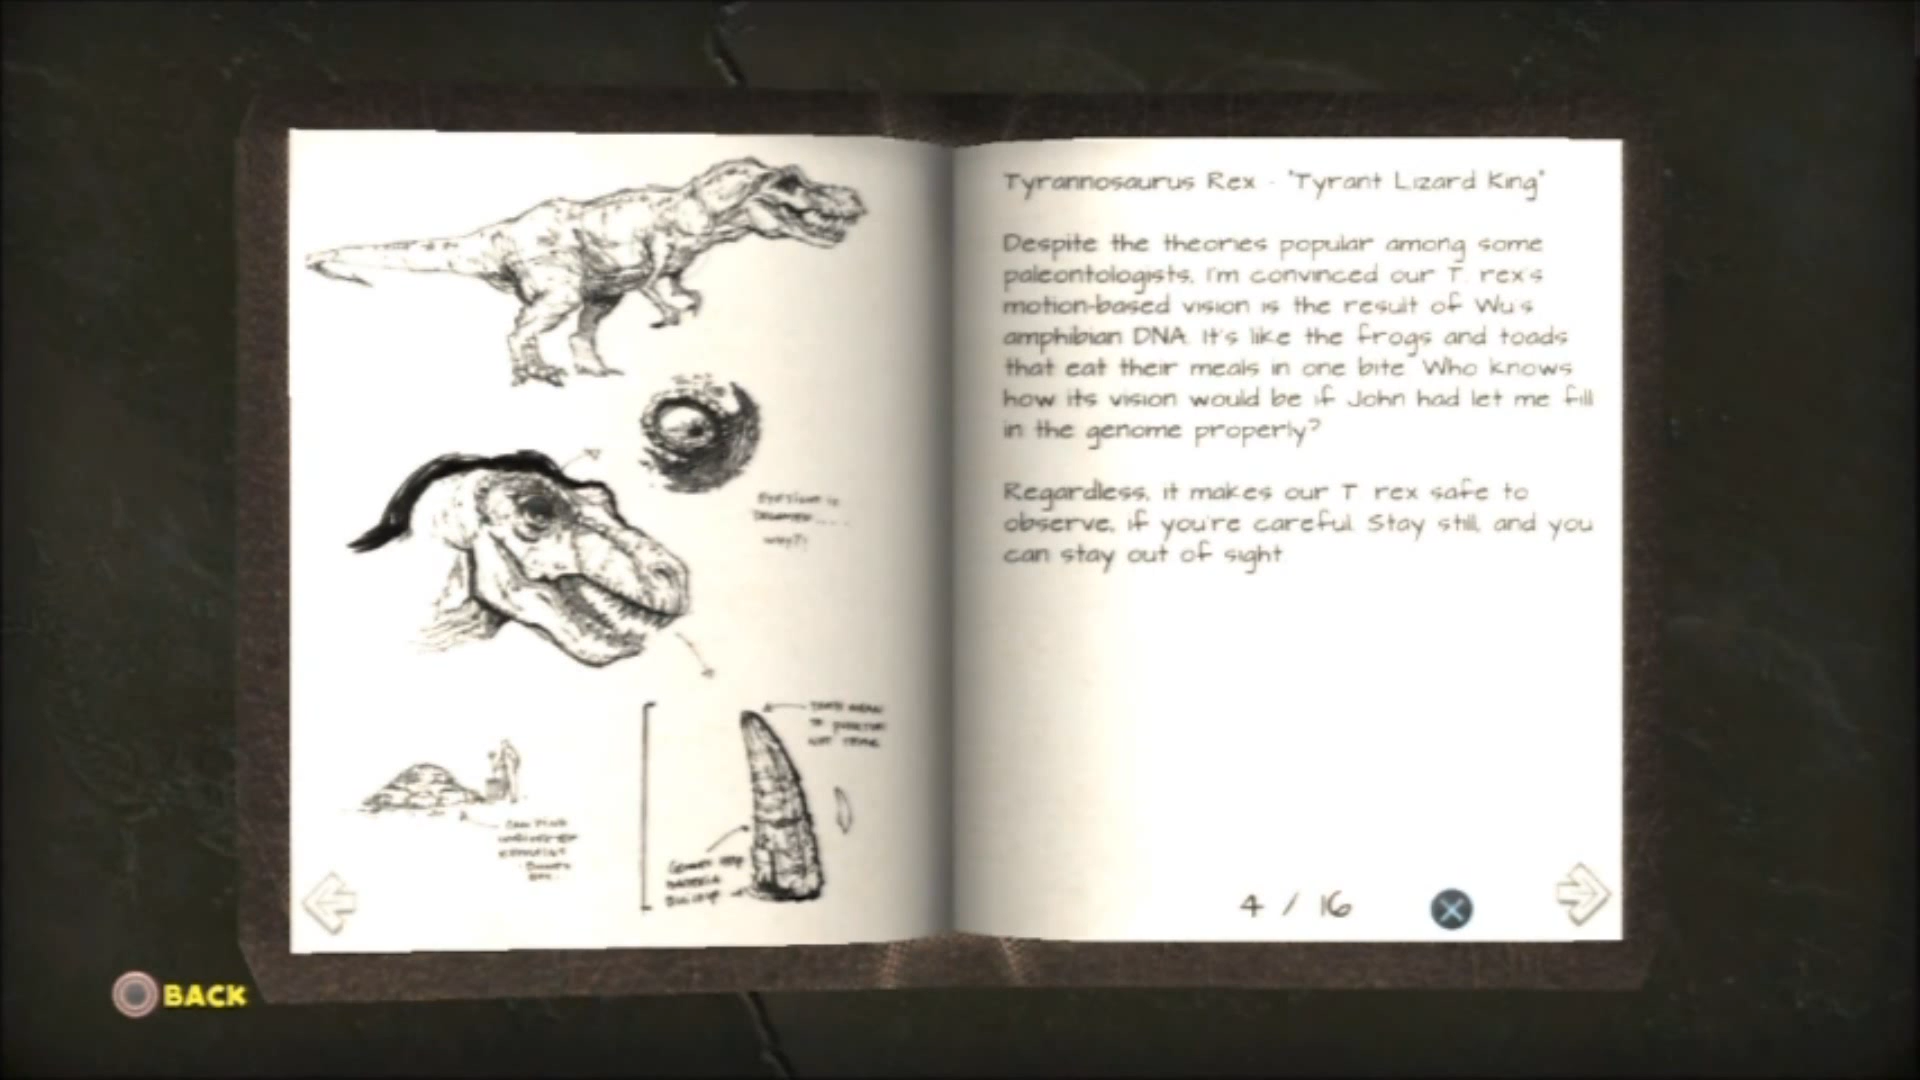 Tyrannosaurus Rex - "Tyrant Lizard King"
Despite the theories popular among some
paleontologists, I'm convinced our T. rex's
motion-based vision is the result of Wu's
amphibian DNA. It's like the frogs and toads
that eat their meals in one bite. Who knows
how its vision would be if John had let me fill
in the genome properly?
Regardless, it makes our T. rex safe to
observe, if you're careful. Stay still, and you
can stay out of sight.
EYESIGHT IS
WHY?!
4 / 16
BACK